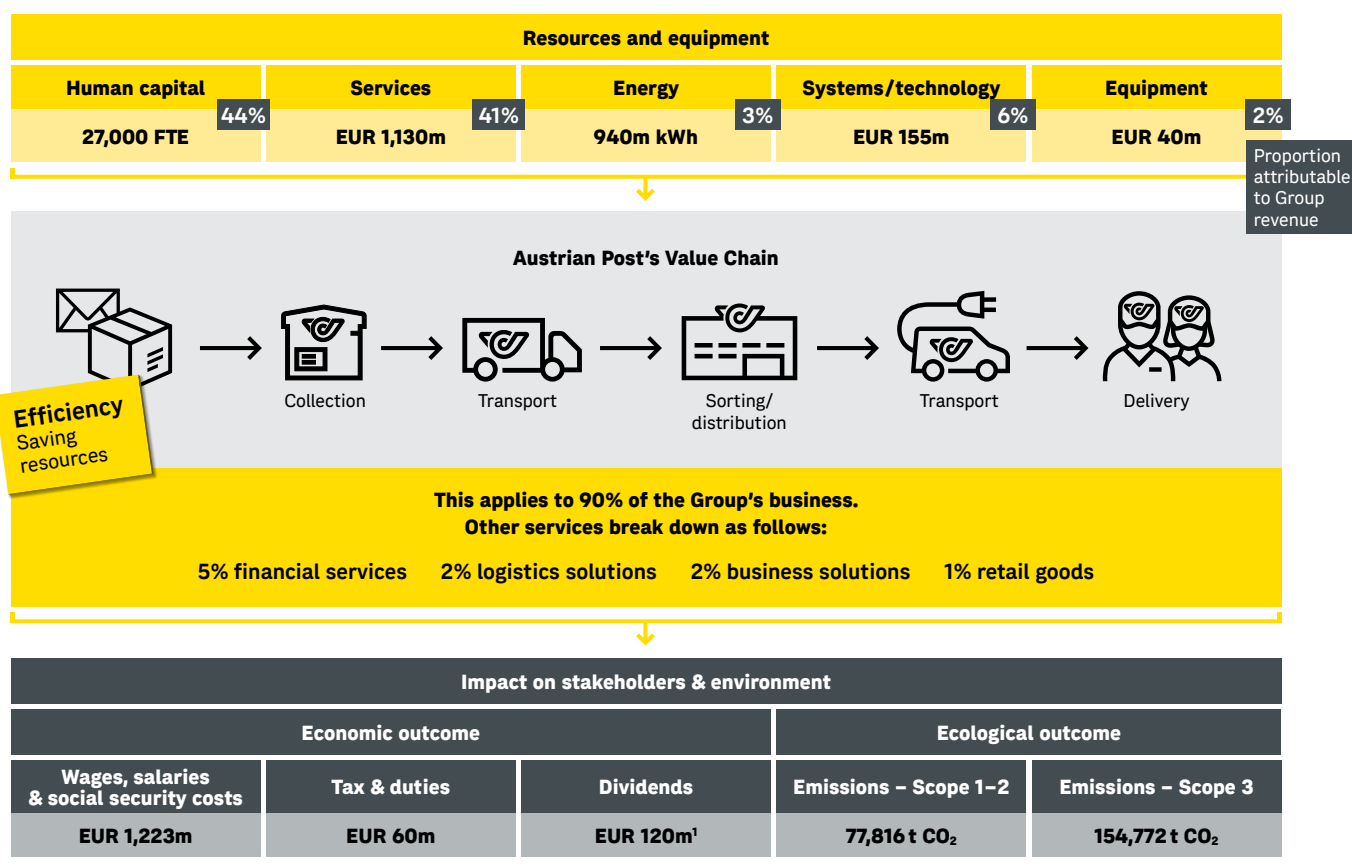 Resources and equipment
Human capital
44%
27,000 FTE
Services
41%
EUR 1,130m
Energy
3%
940m kWh
Systems/technology
6%
EUR 155m
Equipment
2%
EUR 40m
Proportion
attributable
to Group
revenue
Austrian Post's Value Chain
Collection
Transport
Sorting/
distribution
Transport
Delivery
Efficiency
Saving
resources
This applies to 90% of the Group's business.
Other services break down as follows:
5% financial services 2% logistics solutions 2% business solutions 1% retail goods
Impact on stakeholders & environment
Economic outcome
Ecological outcome
Wages, salaries
& social security costs
EUR 1,223m
Tax & duties
EUR 60m
Dividends
EUR 120m¹
Emissions – Scope 1–2
77,816 t CO₂
Emissions – Scope 3
154,772 t CO₂